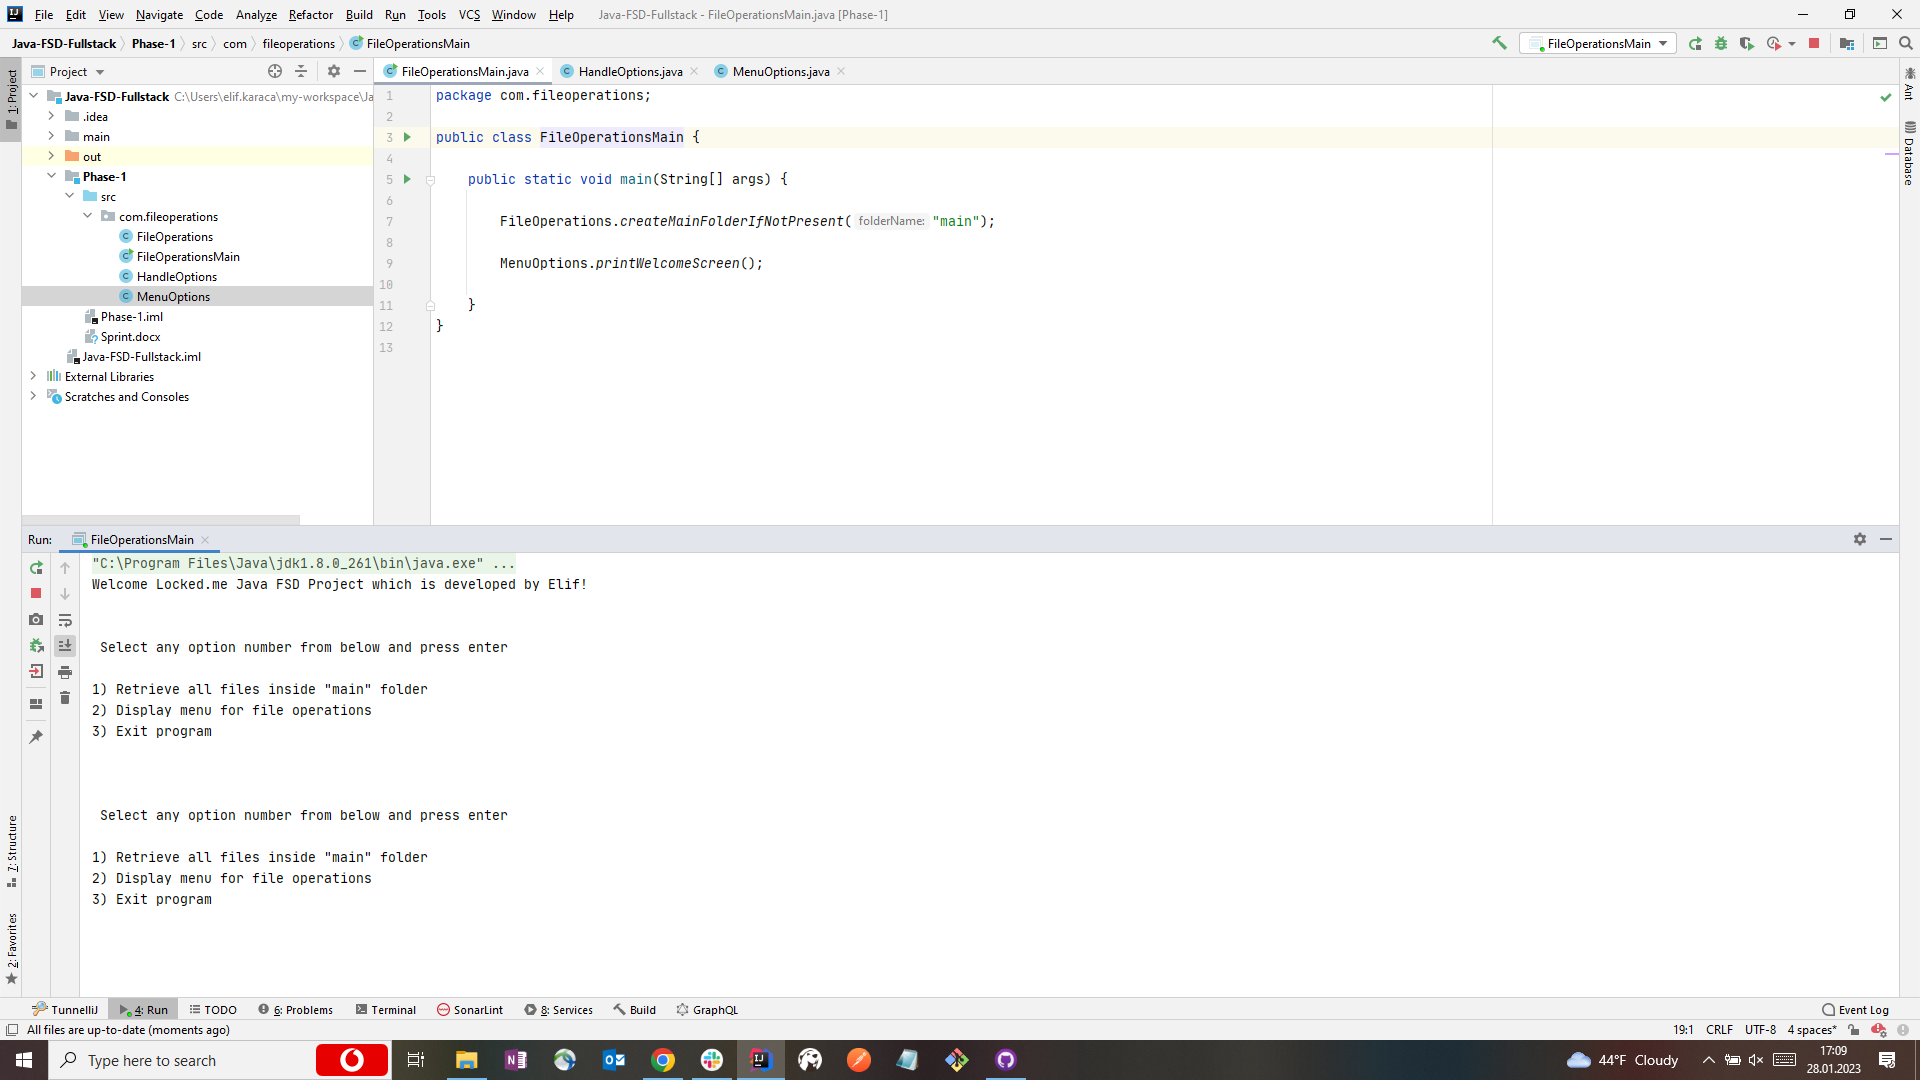 File Edit View Navigate Code Analyze Refactor Build Run Tools VCS Window Help Java-FSD-Fullstack - FileOperationsMain.java [Phase-1]
Java-FSD-Fullstack Phase-1 src com fileoperations FileOperationsMain FileOperationsMain
Project FileOperationsMain.java HandleOptions.java MenuOptions.java
1: Project
Java-FSD-Fullstack C:\Users\elif.karaca\my-workspace\Ja
.idea
main
out
Phase-1
src
com.fileoperations
FileOperations
FileOperationsMain
HandleOptions
MenuOptions
Phase-1.iml
Sprint.docx
Java-FSD-Fullstack.iml
External Libraries
Scratches and Consoles
1 package com.fileoperations;
2
3 public class FileOperationsMain {
4
5 public static void main(String[] args) {
6
7 FileOperations.createMainFolderIfNotPresent( folderName: "main");
8
9 MenuOptions.printWelcomeScreen();
10
11 }
12 }
13
Ant
Database
Run: FileOperationsMain
"C:\Program Files\Java\jdk1.8.0_261\bin\java.exe" ...
Welcome Locked.me Java FSD Project which is developed by Elif!
Select any option number from below and press enter
1) Retrieve all files inside "main" folder
2) Display menu for file operations
3) Exit program
Select any option number from below and press enter
1) Retrieve all files inside "main" folder
2) Display menu for file operations
3) Exit program
7: Structure
2: Favorites
TunnelliJ 4: Run TODO 6: Problems Terminal SonarLint 8: Services Build GraphQL Event Log
All files are up-to-date (moments ago) 19:1 CRLF UTF-8 4 spaces*
Type here to search 44°F Cloudy 17:09
28.01.2023